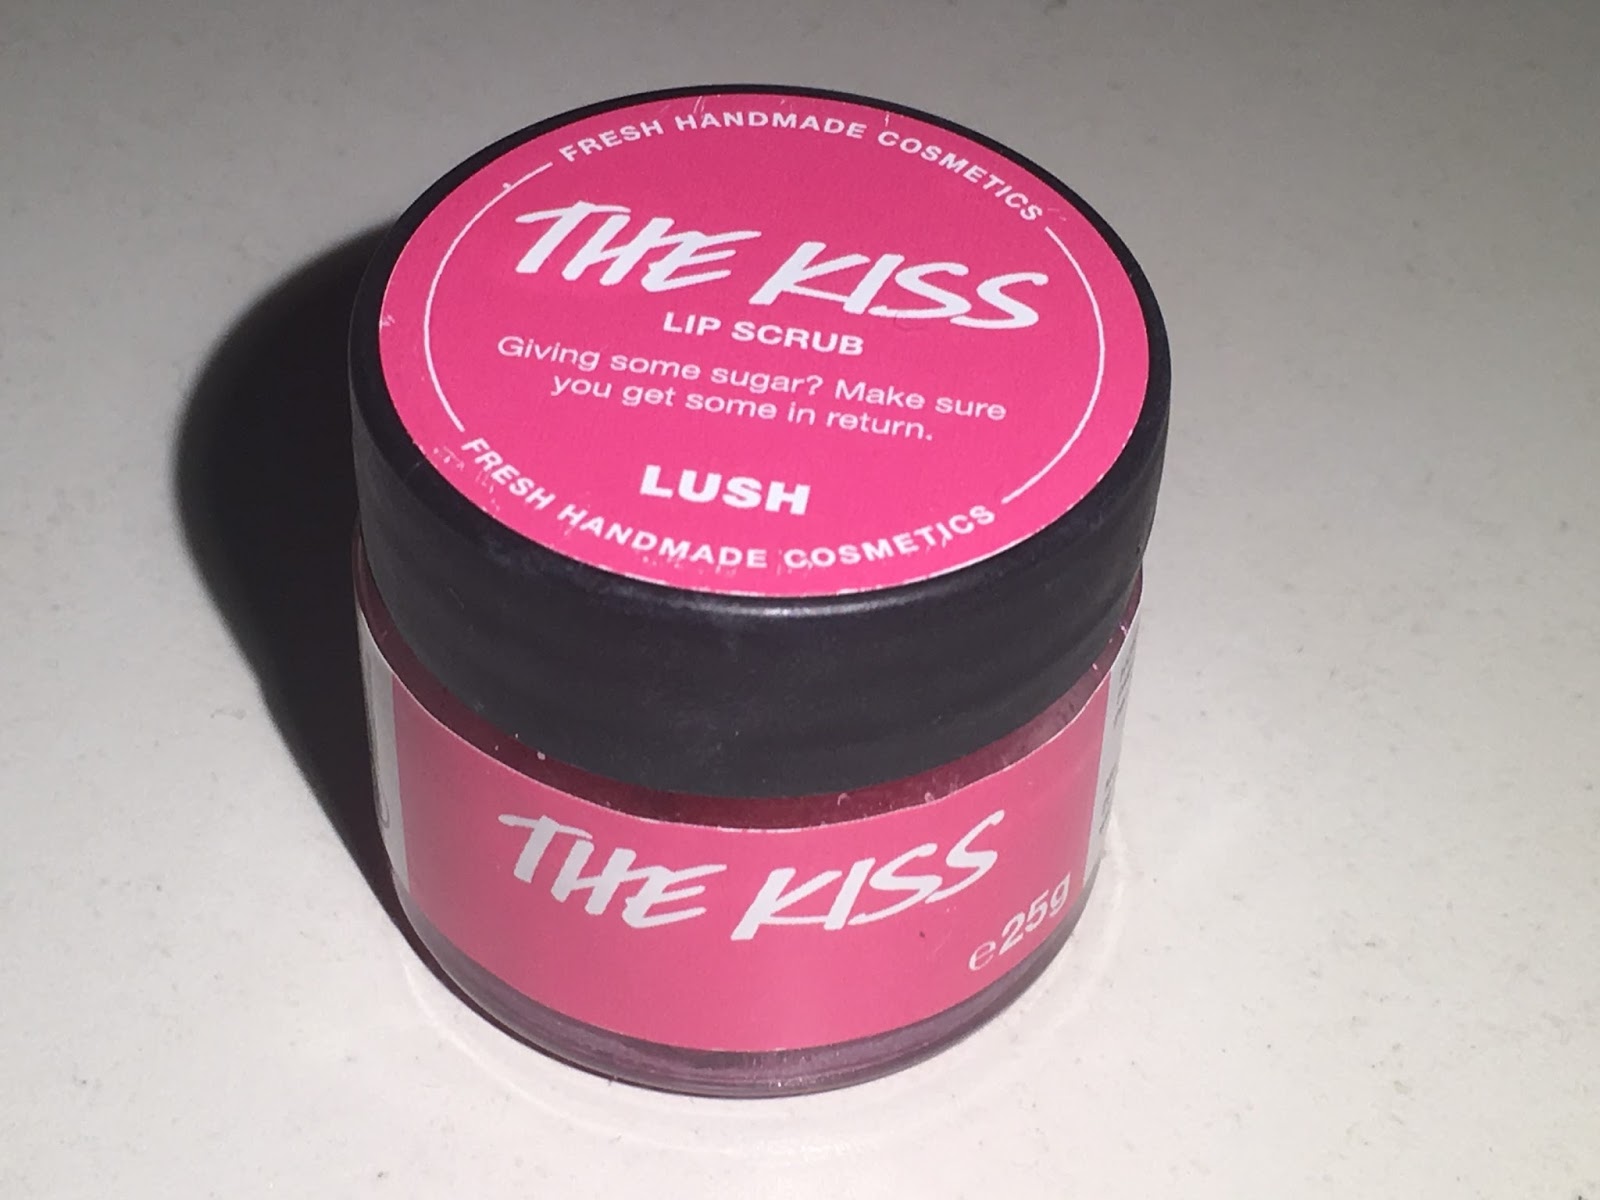 FRESH HANDMADE COSMETICS
THE KISS
LIP SCRUB
Giving some sugar? Make sure
you get some in return.
LUSH
FRESH HANDMADE COSMETICS
THE KISS
e25g